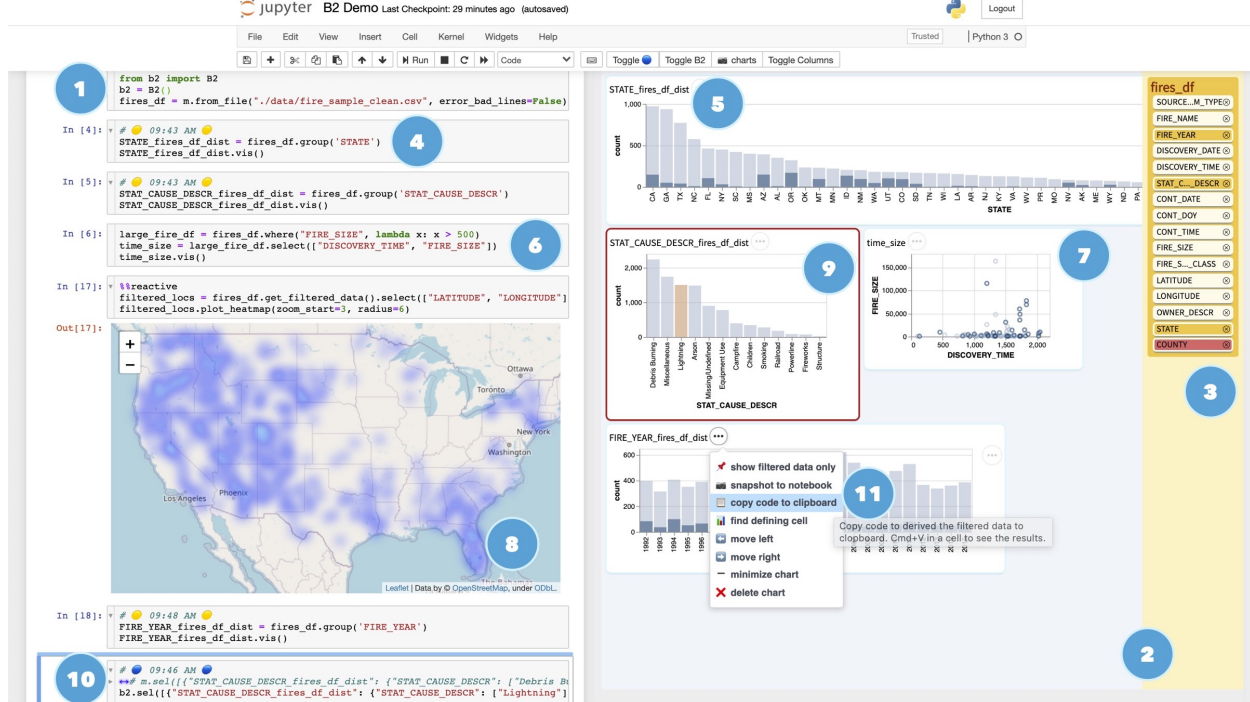 jupyter B2 Demo Last Checkpoint: 29 minutes ago (autosaved)
Logout
File Edit View Insert Cell Kernel Widgets Help
Trusted
Python 3
Run
Code
Toggle
Toggle B2
charts
Toggle Columns
1
from b2 import B2
b2 = B2()
fires_df = m.from_file("./data/fire_sample_clean.csv", error_bad_lines=False)
In [4]:
# 09:43 AM
STATE_fires_df_dist = fires_df.group('STATE')
STATE_fires_df_dist.vis()
4
In [5]:
# 09:43 AM
STAT_CAUSE_DESCR_fires_df_dist = fires_df.group('STAT_CAUSE_DESCR')
STAT_CAUSE_DESCR_fires_df_dist.vis()
In [6]:
large_fire_df = fires_df.where("FIRE_SIZE", lambda x: x > 500)
time_size = large_fire_df.select(["DISCOVERY_TIME", "FIRE_SIZE"])
time_size.vis()
6
In [17]:
%%reactive
filtered_locs = fires_df.get_filtered_data().select(["LATITUDE", "LONGITUDE"]
filtered_locs.plot_heatmap(zoom_start=3, radius=6)
Out[17]:
+
−
Ottawa
Toronto
New York
Washington
Los Angeles
Phoenix
The Bahamas
8
Leaflet | Data by © OpenStreetMap, under ODbL.
In [18]:
# 09:48 AM
FIRE_YEAR_fires_df_dist = fires_df.group('FIRE_YEAR')
FIRE_YEAR_fires_df_dist.vis()
10
# 09:46 AM
# m.sel([{"STAT_CAUSE_DESCR_fires_df_dist": {"STAT_CAUSE_DESCR": ["Debris
b2.sel([{"STAT_CAUSE_DESCR_fires_df_dist": {"STAT_CAUSE_DESCR": ["Lightning"]
STATE_fires_df_dist
5
1,000
500
0
count
CA GA TX NC FL NY SC MS AZ AL OR OK MT MN ID NM WA UT CO SD TN WI LA AR NJ KY VA WV PR MO NV AK ME WY ND PA
STATE
STAT_CAUSE_DESCR_fires_df_dist
9
2,000
1,000
0
count
Debris Burning
Miscellaneous
Lightning
Arson
Missing/Undefined
Equipment Use
Campfire
Children
Smoking
Railroad
Powerline
Fireworks
Structure
STAT_CAUSE_DESCR
time_size
7
150,000
100,000
50,000
0
FIRE_SIZE
0 500 1,000 1,500 2,000
DISCOVERY_TIME
FIRE_YEAR_fires_df_dist
600
400
200
0
count
1992 1993 1994 1995 1996
show filtered data only
snapshot to notebook
copy code to clipboard
find defining cell
move left
move right
minimize chart
delete chart
11
Copy code to derived the filtered data to
clopboard. Cmd+V in a cell to see the results.
fires_df
SOURCE...M_TYPE
FIRE_NAME
FIRE_YEAR
DISCOVERY_DATE
DISCOVERY_TIME
STAT_C..._DESCR
CONT_DATE
CONT_DOY
CONT_TIME
FIRE_SIZE
FIRE_S..._CLASS
LATITUDE
LONGITUDE
OWNER_DESCR
STATE
COUNTY
3
2